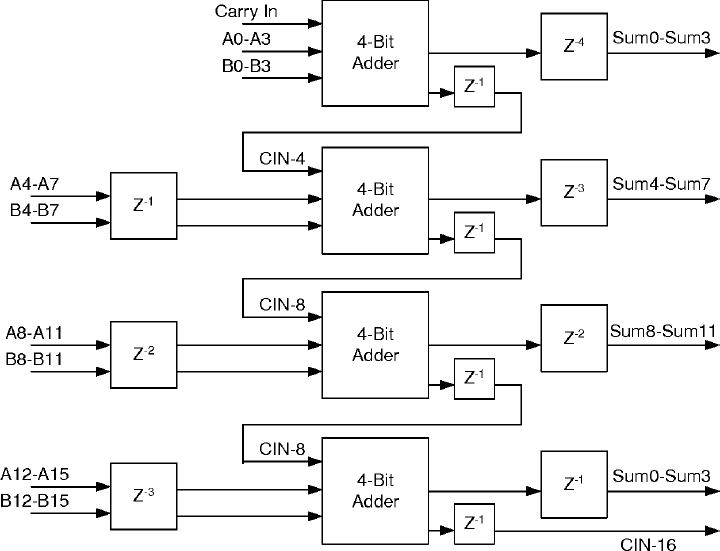 Carry In
A0-A3
B0-B3
4-Bit
Adder
Z-4
Sum0-Sum3
Z-1
CIN-4
A4-A7
B4-B7
Z-1
4-Bit
Adder
Z-3
Sum4-Sum7
Z-1
CIN-8
A8-A11
B8-B11
Z-2
4-Bit
Adder
Z-2
Sum8-Sum11
Z-1
CIN-8
A12-A15
B12-B15
Z-3
4-Bit
Adder
Z-1
Sum0-Sum3
Z-1
CIN-16